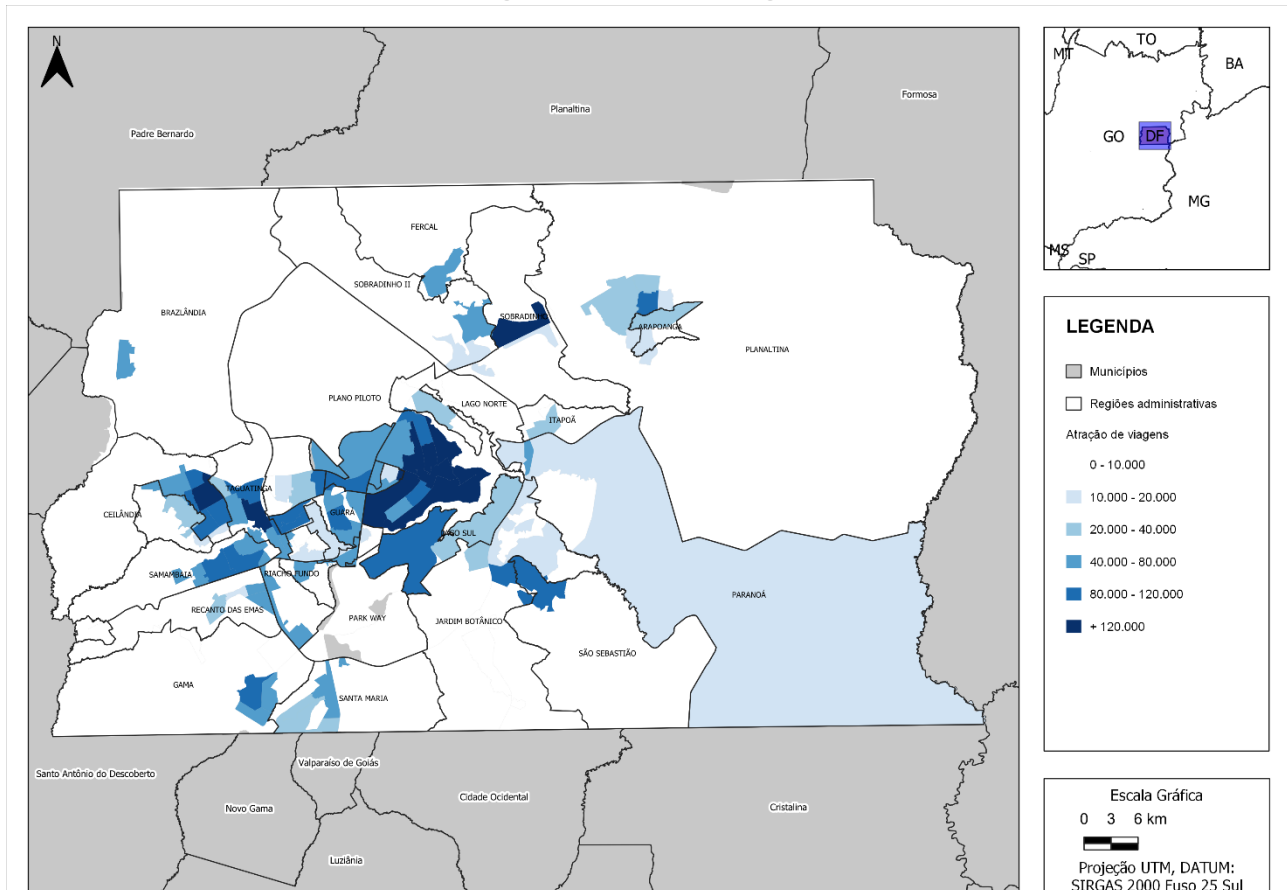 N
Padre Bernardo
Planaltina
Formosa
FERCAL
SOBRADINHO II
BRAZLÂNDIA
SOBRADINHO
ARAPOANGA
PLANALTINA
PLANO PILOTO
LAGO NORTE
ITAPOÃ
TAGUATINGA
CEILÂNDIA
GUARÁ
LAGO SUL
SAMAMBAIA
RIACHO FUNDO
RECANTO DAS EMAS
PARK WAY
JARDIM BOTÂNICO
PARANOÁ
SÃO SEBASTIÃO
GAMA
SANTA MARIA
Santo Antônio do Descoberto
Valparaíso de Goiás
Novo Gama
Cidade Ocidental
Cristalina
Luziânia
TO
MT
BA
GO
DF
MG
MS
SP
LEGENDA
Municípios
Regiões administrativas
Atração de viagens
0 - 10.000
10.000 - 20.000
20.000 - 40.000
40.000 - 80.000
80.000 - 120.000
+ 120.000
Escala Gráfica
0 3 6 km
Projeção UTM, DATUM:
SIRGAS 2000 Fuso 25 Sul